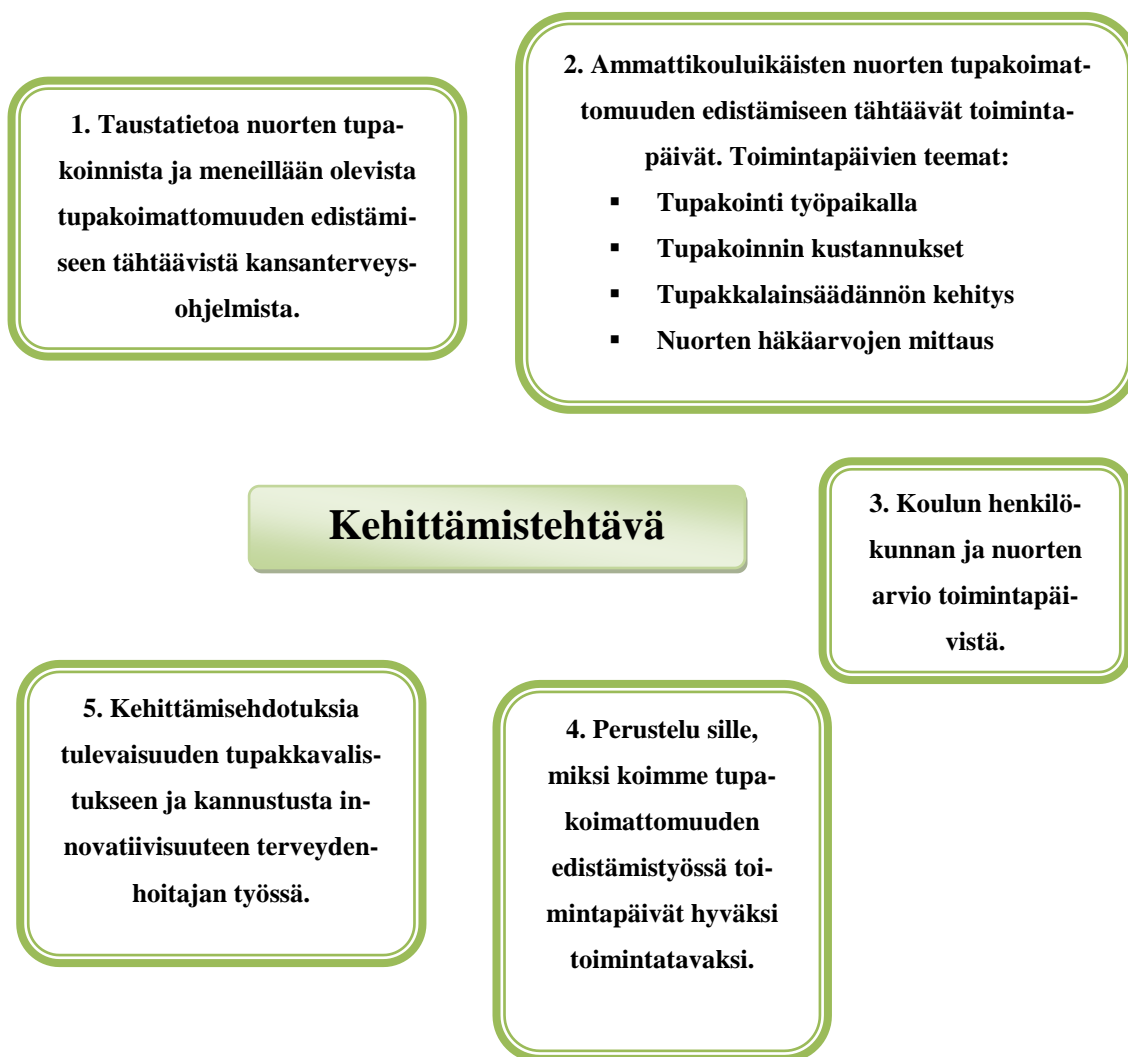 1. Taustatietoa nuorten tupa-
koinnista ja meneillään olevista
tupakoimattomuuden edistämi-
seen tähtäävistä kansanterveys-
ohjelmista.
2. Ammattikouluikäisten nuorten tupakoimat-
tomuuden edistämiseen tähtäävät toiminta-
päivät. Toimintapäivien teemat:
▪ Tupakointi työpaikalla
▪ Tupakoinnin kustannukset
▪ Tupakkalainsäädännön kehitys
▪ Nuorten häkäarvojen mittaus
Kehittämistehtävä
3. Koulun henkilö-
kunnan ja nuorten
arvio toimintapäi-
vistä.
4. Perustelu sille,
miksi koimme tupa-
koimattomuuden
edistämistyössä toi-
mintapäivät hyväksi
toimintatavaksi.
5. Kehittämisehdotuksia
tulevaisuuden tupakkavalis-
tukseen ja kannustusta in-
novatiivisuuteen terveyden-
hoitajan työssä.